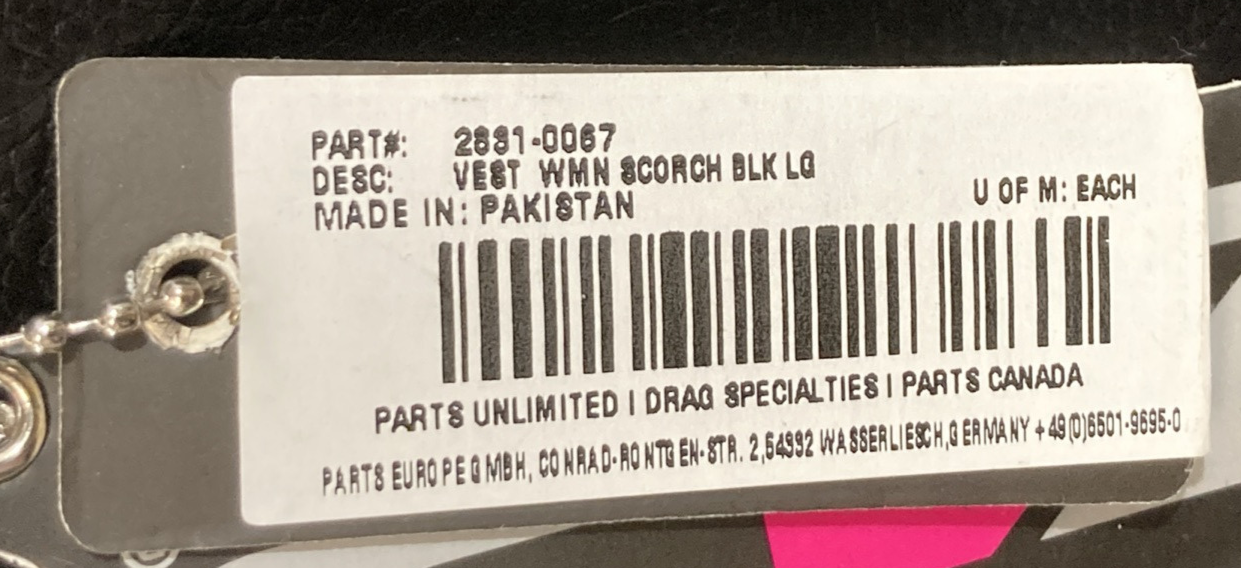 PART#: 2831-0067
DESC: VEST WMN SCORCH BLK LG
MADE IN: PAKISTAN
U OF M: EACH
PARTS UNLIMITED | DRAG SPECIALTIES | PARTS CANADA
PARTS EUROPE GMBH, CONRAD-RONTGEN-STR. 2,54332 WASSERLIESCH,GERMANY +49(0)6501-9695-0